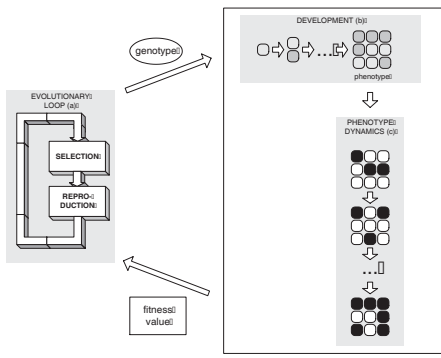 DEVELOPMENT (b)
genotype
phenotype
EVOLUTIONARY
LOOP (a)
SELECTION
REPRO-
DUCTION
PHENOTYPE
DYNAMICS (c)
fitness
value